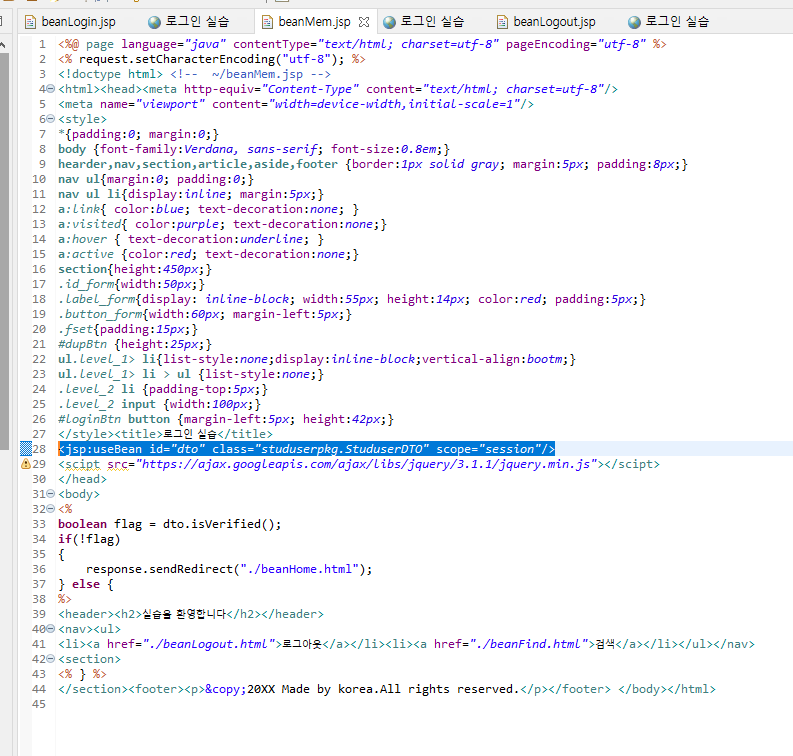 beanLogin.jsp 로그인 실습 beanMem.jsp 로그인 실습 beanLogout.jsp 로그인 실습
1 <%@ page language="java" contentType="text/html; charset=utf-8" pageEncoding="utf-8" %>
2 <% request.setCharacterEncoding("utf-8"); %>
3 <!doctype html> <!-- ~/beanMem.jsp -->
4 <html><head><meta http-equiv="Content-Type" content="text/html; charset=utf-8"/>
5 <meta name="viewport" content="width=device-width,initial-scale=1"/>
6 <style>
7 *{padding:0; margin:0;}
8 body {font-family:Verdana, sans-serif; font-size:0.8em;}
9 hearder,nav,section,article,aside,footer {border:1px solid gray; margin:5px; padding:8px;}
10 nav ul{margin:0; padding:0;}
11 nav ul li{display:inline; margin:5px;}
12 a:link{ color:blue; text-decoration:none; }
13 a:visited{ color:purple; text-decoration:none;}
14 a:hover { text-decoration:underline; }
15 a:active {color:red; text-decoration:none;}
16 section{height:450px;}
17 .id_form{width:50px;}
18 .label_form{display: inline-block; width:55px; height:14px; color:red; padding:5px;}
19 .button_form{width:60px; margin-left:5px;}
20 .fset{padding:15px;}
21 #dupBtn {height:25px;}
22 ul.level_1> li{list-style:none;display:inline-block;vertical-align:bootm;}
23 ul.level_1> li > ul {list-style:none;}
24 .level_2 li {padding-top:5px;}
25 .level_2 input {width:100px;}
26 #loginBtn button {margin-left:5px; height:42px;}
27 </style><title>로그인 실습</title>
28 <jsp:useBean id="dto" class="studuserpkg.StuduserDTO" scope="session"/>
29 <scipt src="https://ajax.googleapis.com/ajax/libs/jquery/3.1.1/jquery.min.js"></scipt>
30 </head>
31 <body>
32 <%
33 boolean flag = dto.isVerified();
34 if(!flag)
35 {
36 response.sendRedirect("./beanHome.html");
37 } else {
38 %>
39 <header><h2>실습을 환영합니다</h2></header>
40 <nav><ul>
41 <li><a href="./beanLogout.html">로그아웃</a></li><li><a href="./beanFind.html">검색</a></li></ul></nav>
42 <section>
43 <% } %>
44 </section><footer><p>&copy;20XX Made by korea.All rights reserved.</p></footer> </body></html>
45